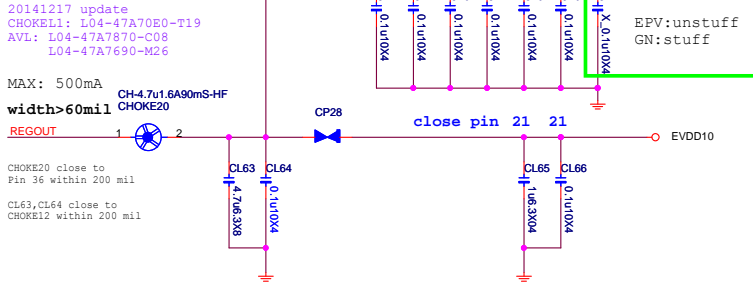 20141217 update
CHOKEL1: L04-47A70E0-T19
AVL: L04-47A7870-C08
L04-47A7690-M26
0.1u10X4
0.1u10X4
0.1u10X4
0.1u10X4
0.1u10X4
0.1u10X4
X_0.1u10X4
EPV:unstuff
GN:stuff
MAX: 500mA
CH-4.7u1.6A90mS-HF
width>60mil CHOKE20
CP28
close pin 21 21
REGOUT
1
2
EVDD10
CHOKE20 close to
Pin 36 within 200 mil
CL63,CL64 close to
CHOKE12 within 200 mil
CL63
4.7u6.3X8
CL64
0.1u10X4
CL65
1u6.3X04
CL66
0.1u10X4